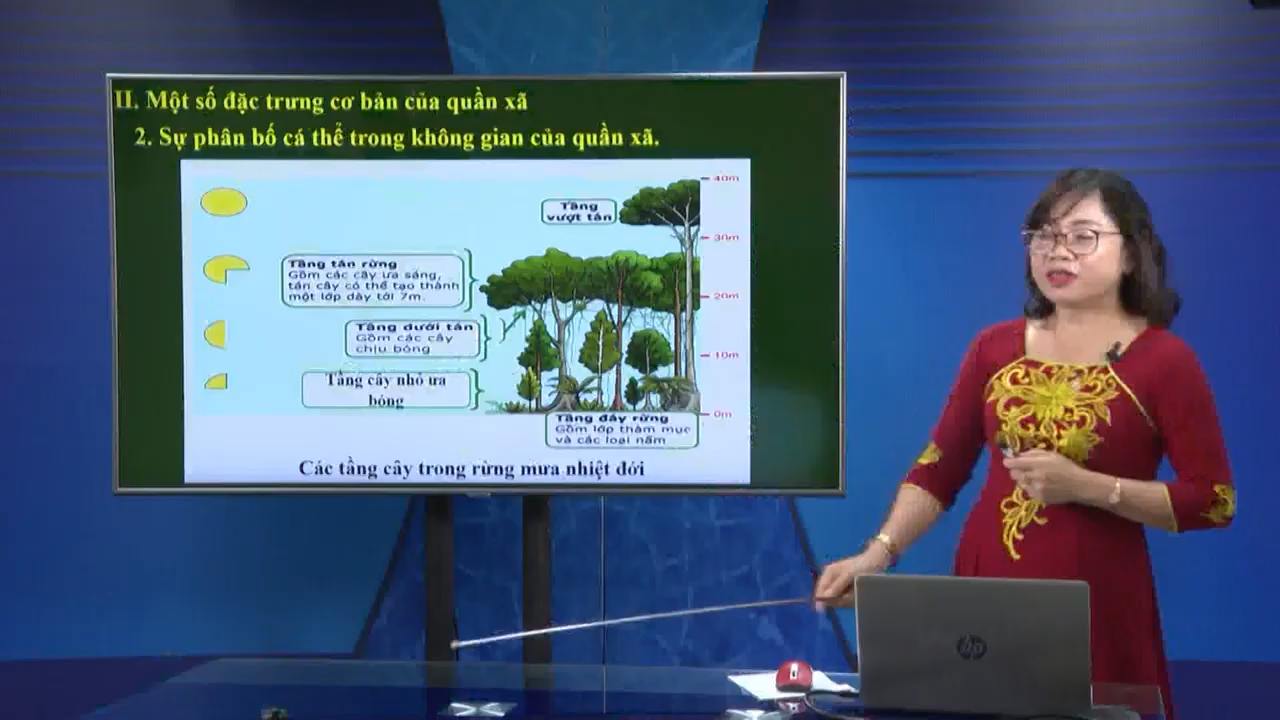 II. Một số đặc trưng cơ bản của quần xã
2. Sự phân bố cá thể trong không gian của quần xã.
40m
Tầng
vượt tán
30m
Tầng tán rừng
Gồm các cây ưa sáng,
tán cây có thể tạo thành
một lớp dày tới 7m.
20m
Tầng dưới tán
Gồm các cây
chịu bóng
10m
Tầng cây nhỏ ưa
bóng
0m
Tầng đáy rừng
Gồm lớp thảm mục
và các loại nấm
Các tầng cây trong rừng mưa nhiệt đới
hp